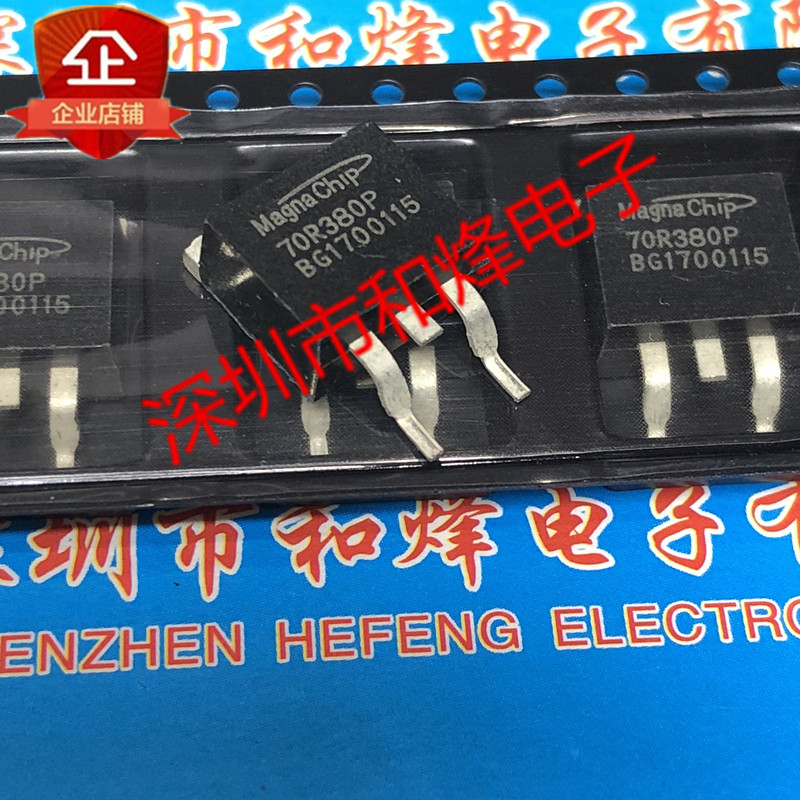 深圳市和烽电子有限
企
企业店铺
MagnaChip
70R380P
BG1700115
MagnaChip
70R380P
BG1700115
Chip
80P
00115
深圳市和烽电子
深圳市和烽电子有
ENZHEN HEFENG ELECTRO